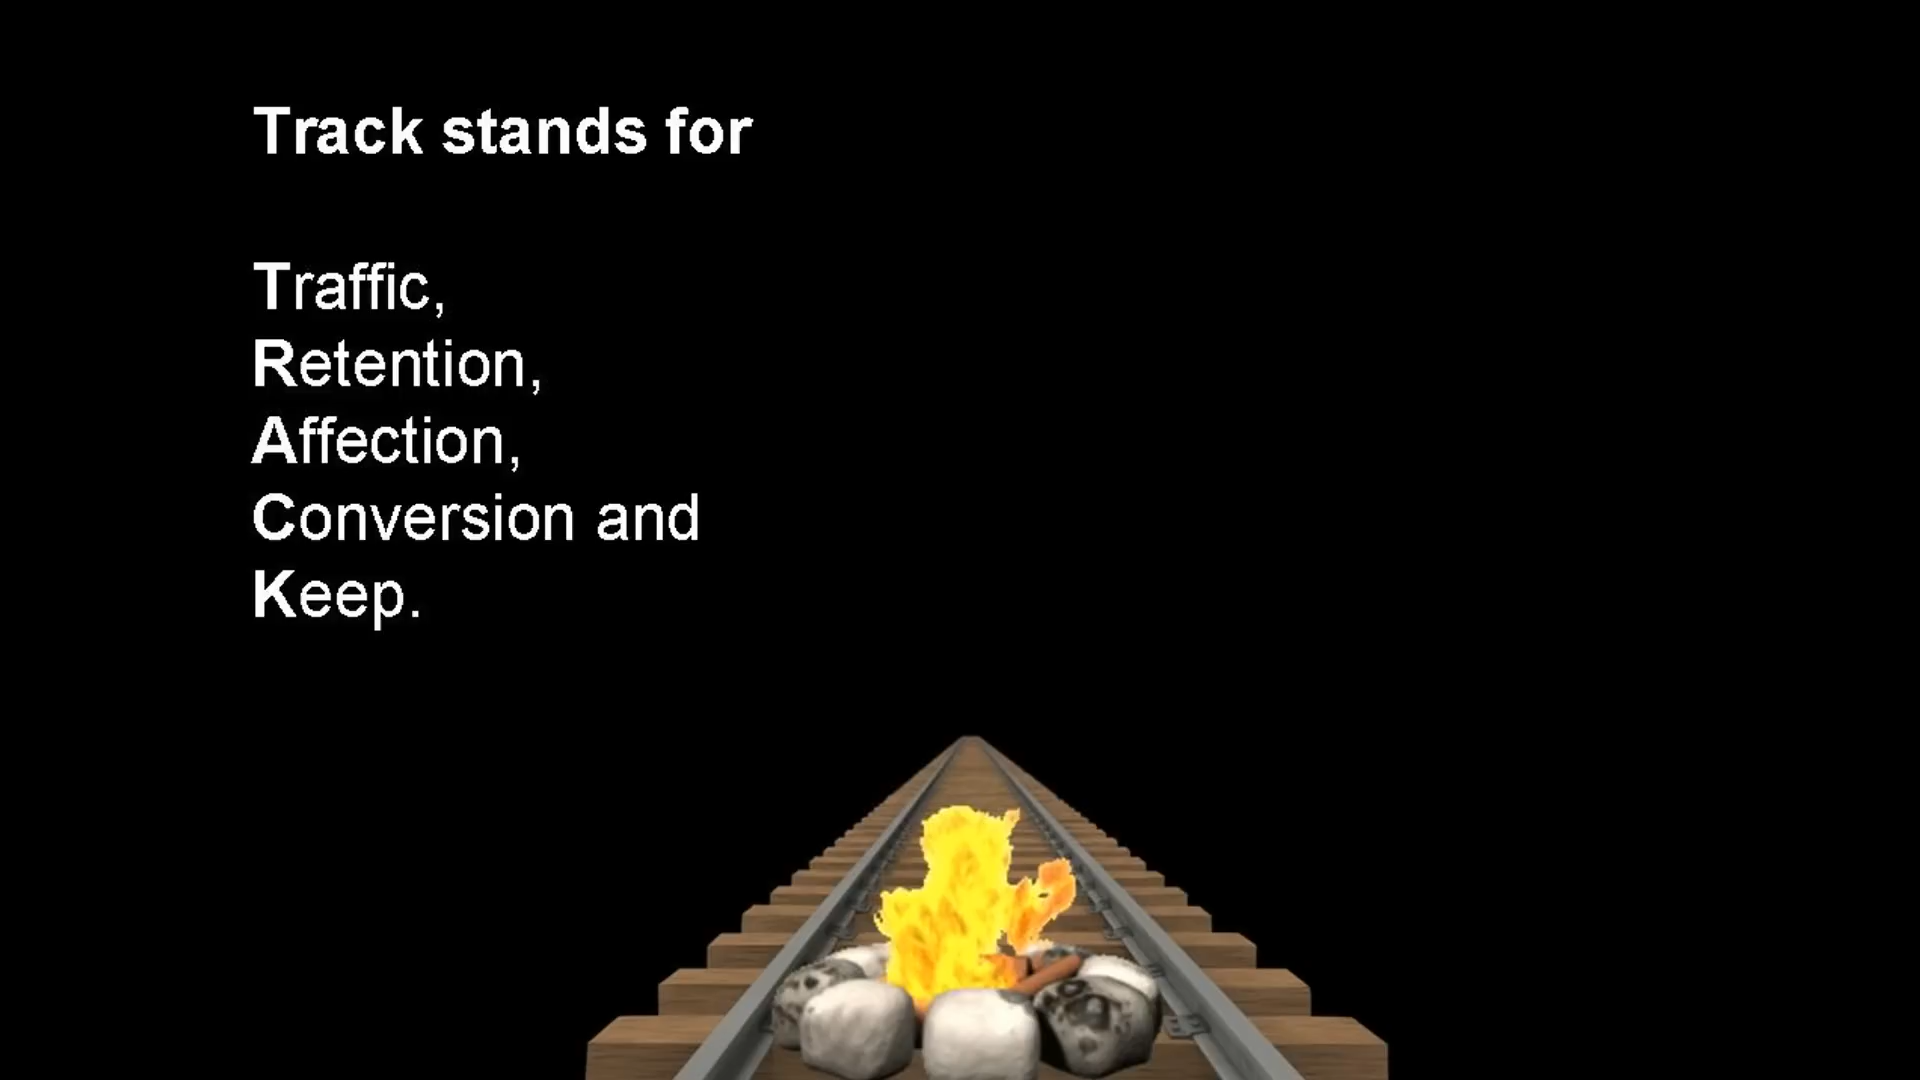 Track stands for
Traffic,
Retention,
Affection,
Conversion and
Keep.